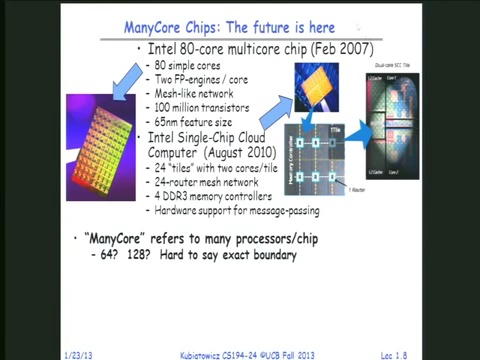 ManyCore Chips: The future is here
• Intel 80-core multicore chip (Feb 2007)
– 80 simple cores
– Two FP-engines / core
– Mesh-like network
– 100 million transistors
– 65nm feature size
• Intel Single-Chip Cloud
Computer (August 2010)
– 24 "tiles" with two cores/tile
– 24-router mesh network
– 4 DDR3 memory controllers
– Hardware support for message-passing
Dual-core SCC Tile
Tile
Memory Controller
Router
• "ManyCore" refers to many processors/chip
– 64? 128? Hard to say exact boundary
1/23/13
Kubiatowicz CS194-24 ©UCB Fall 2013
Lec 1.8